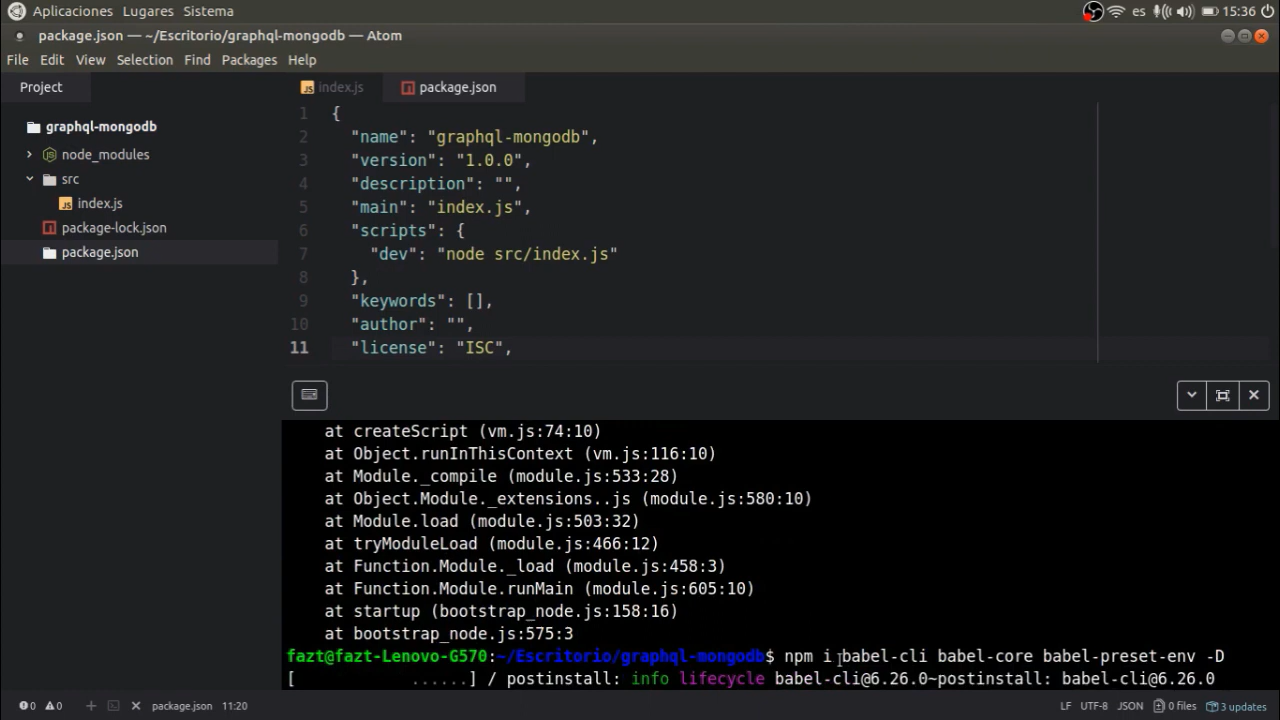 Aplicaciones Lugares Sistema es 15:36
package.json — ~/Escritorio/graphql-mongodb — Atom
File Edit View Selection Find Packages Help
Project index.js package.json
graphql-mongodb
node_modules
src
index.js
package-lock.json
package.json
1 {
2 "name": "graphql-mongodb",
3 "version": "1.0.0",
4 "description": "",
5 "main": "index.js",
6 "scripts": {
7 "dev": "node src/index.js"
8 },
9 "keywords": [],
10 "author": "",
11 "license": "ISC",
at createScript (vm.js:74:10)
at Object.runInThisContext (vm.js:116:10)
at Module._compile (module.js:533:28)
at Object.Module._extensions..js (module.js:580:10)
at Module.load (module.js:503:32)
at tryModuleLoad (module.js:466:12)
at Function.Module._load (module.js:458:3)
at Function.Module.runMain (module.js:605:10)
at startup (bootstrap_node.js:158:16)
at bootstrap_node.js:575:3
fazt@fazt-Lenovo-G570:~/Escritorio/graphql-mongodb$ npm i babel-cli babel-core babel-preset-env -D
[ ......] / postinstall: info lifecycle babel-cli@6.26.0~postinstall: babel-cli@6.26.0
0 0 package.json 11:20 LF UTF-8 JSON 0 files 3 updates